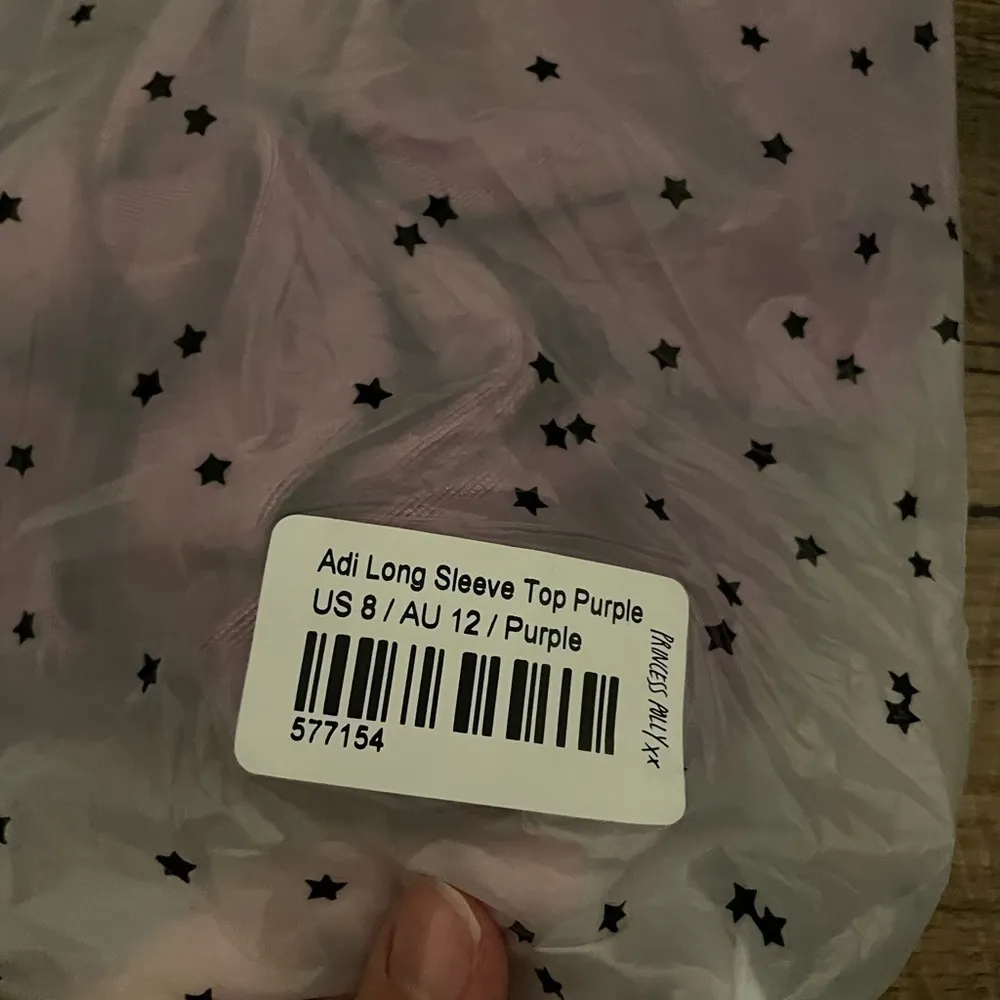 Adi Long Sleeve Top Purple
US 8 / AU 12 / Purple
577154
PRINCESS POLLY xx